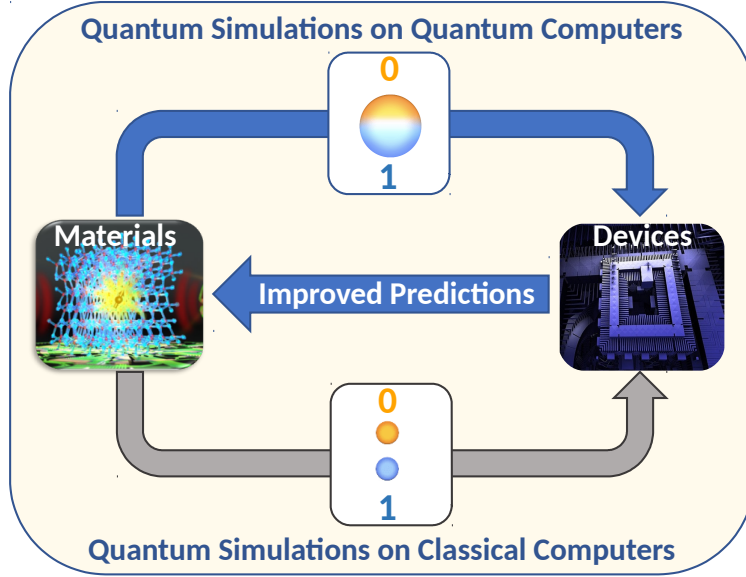 Quantum Simulations on Quantum Computers
0
1
Materials
Devices
Improved Predictions
0
1
Quantum Simulations on Classical Computers